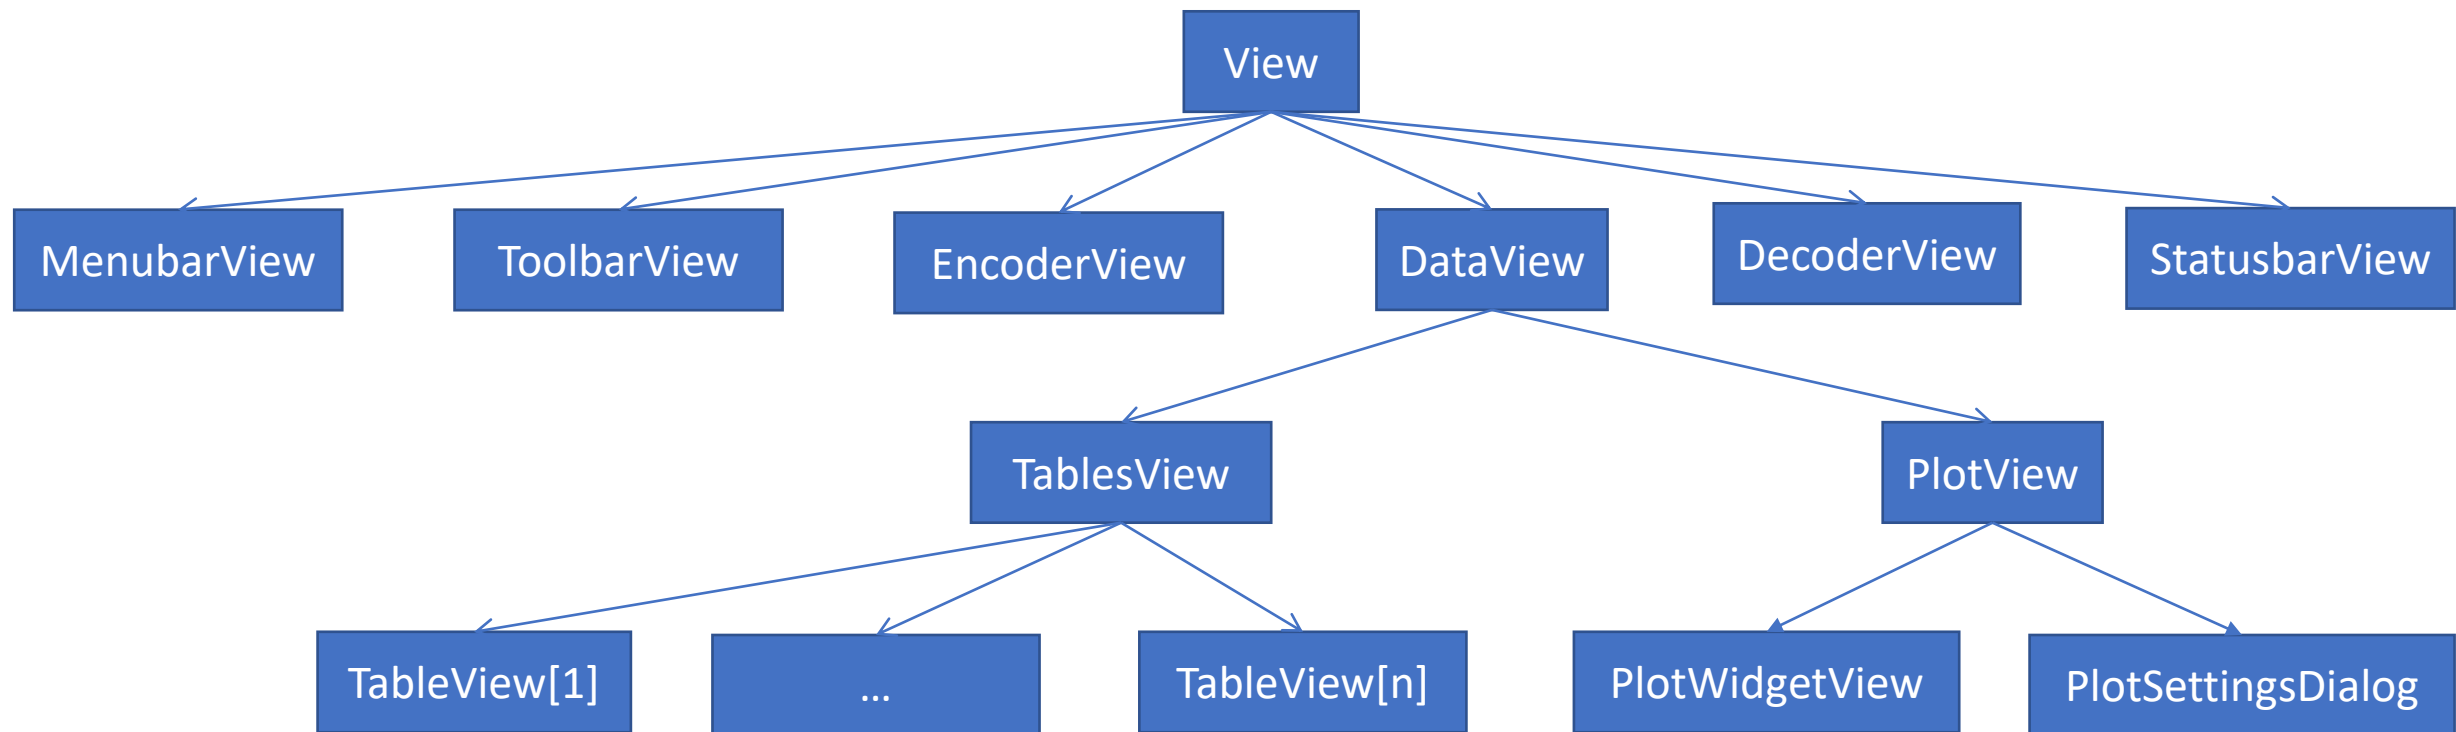 View
MenubarView
ToolbarView
EncoderView
DataView
DecoderView
StatusbarView
TablesView
PlotView
TableView[1]
...
TableView[n]
PlotWidgetView
PlotSettingsDialog